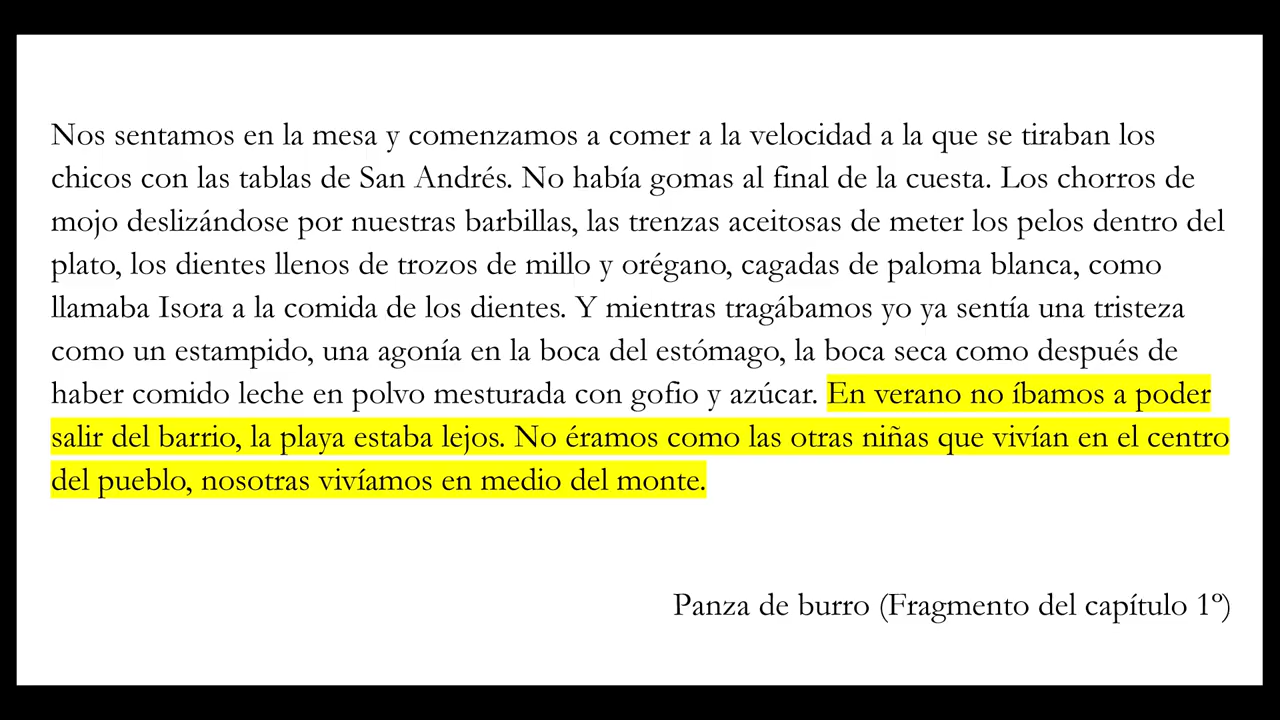 Nos sentamos en la mesa y comenzamos a comer a la velocidad a la que se tiraban los
chicos con las tablas de San Andrés. No había gomas al final de la cuesta. Los chorros de
mojo deslizándose por nuestras barbillas, las trenzas aceitosas de meter los pelos dentro del
plato, los dientes llenos de trozos de millo y orégano, cagadas de paloma blanca, como
llamaba Isora a la comida de los dientes. Y mientras tragábamos yo ya sentía una tristeza
como un estampido, una agonía en la boca del estómago, la boca seca como después de
haber comido leche en polvo mesturada con gofio y azúcar. En verano no íbamos a poder
salir del barrio, la playa estaba lejos. No éramos como las otras niñas que vivían en el centro
del pueblo, nosotras vivíamos en medio del monte.
Panza de burro (Fragmento del capítulo 1º)